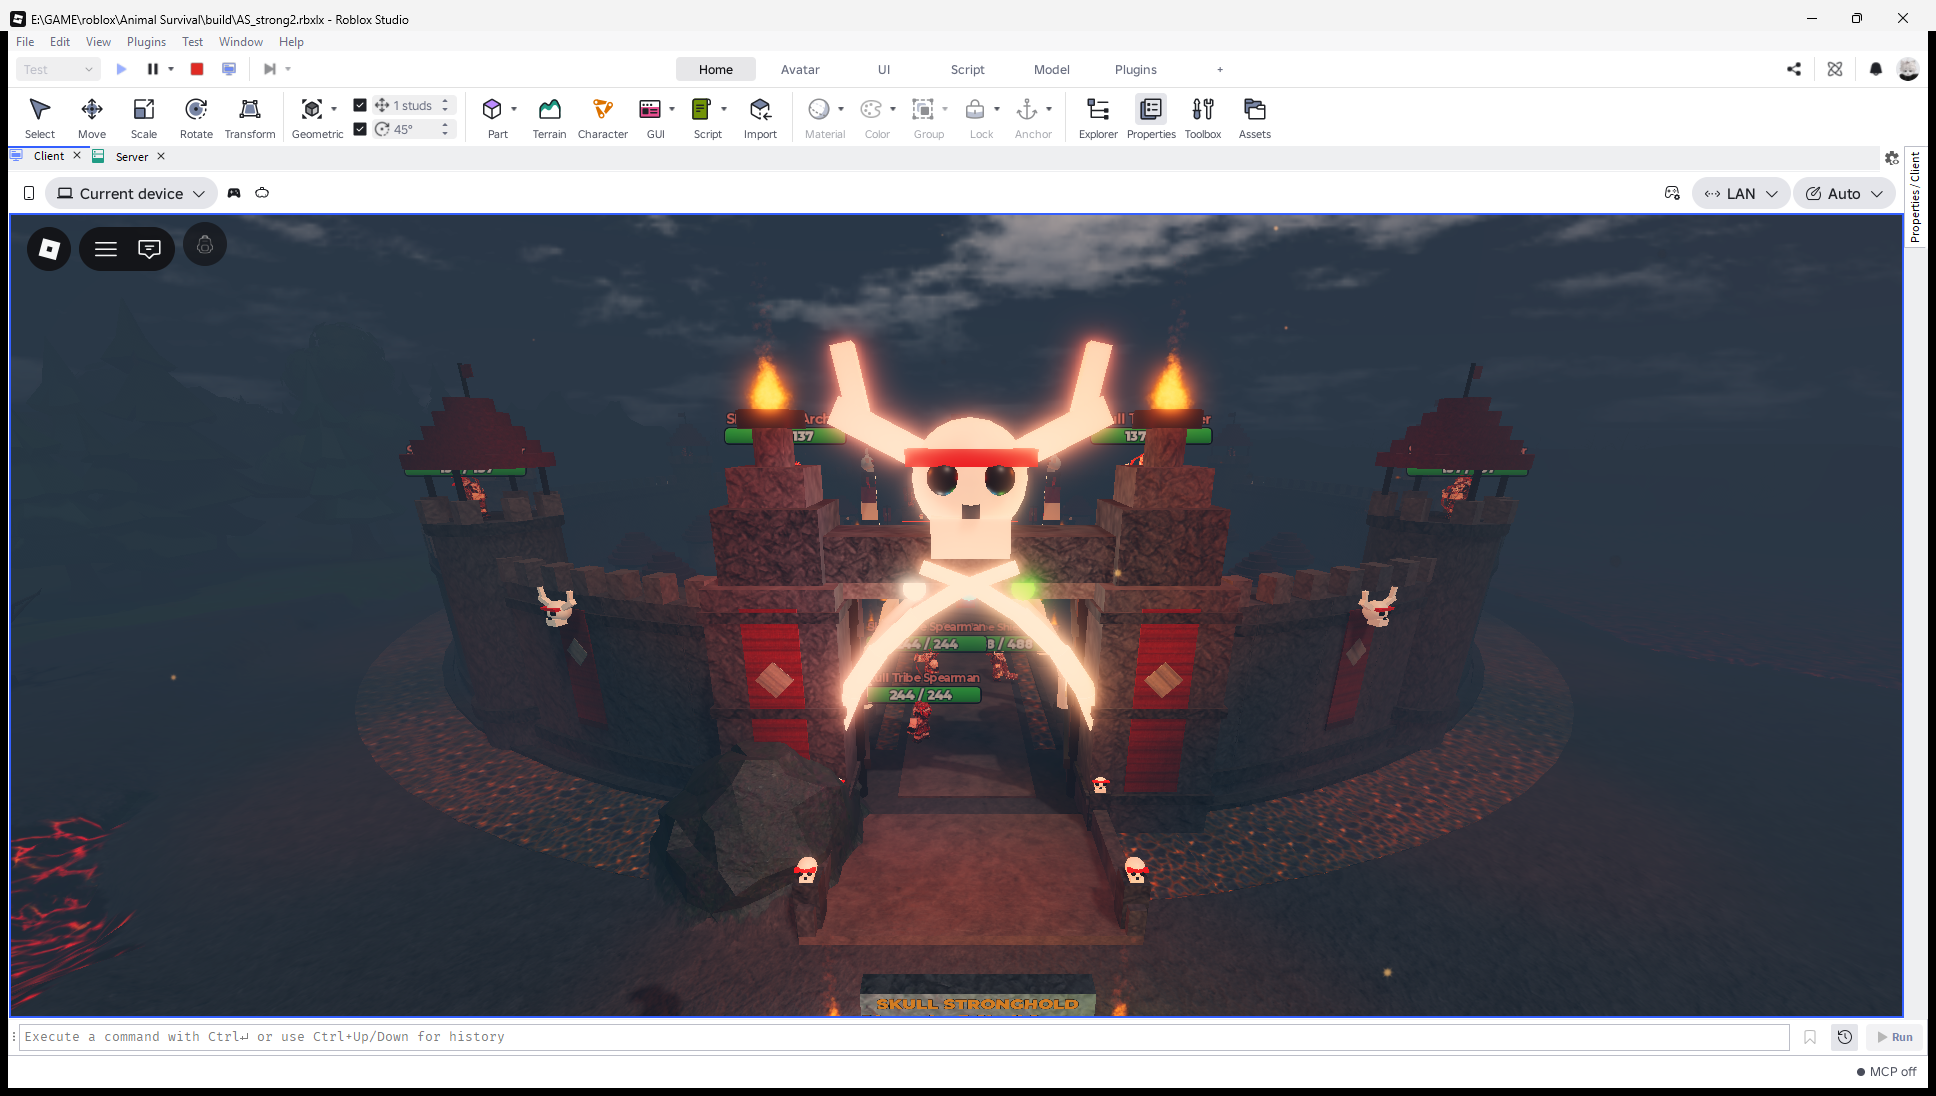 E:\GAME\roblox\Animal Survival\build\AS_strong2.rbxlx - Roblox Studio
File Edit View Plugins Test Window Help
Test
Home Avatar UI Script Model Plugins +
1 studs
45°
Select Move Scale Rotate Transform Geometric Part Terrain Character GUI Script Import Material Color Group Lock Anchor Explorer Properties Toolbox Assets
Client Server
Properties / Client
Current device
LAN
Auto
137
137
Spearman
244
8 / 488
Tribe Spearman
244 / 244
SKULL STRONGHOLD
Execute a command with Ctrl↵ or use Ctrl+Up/Down for history
Run
MCP off